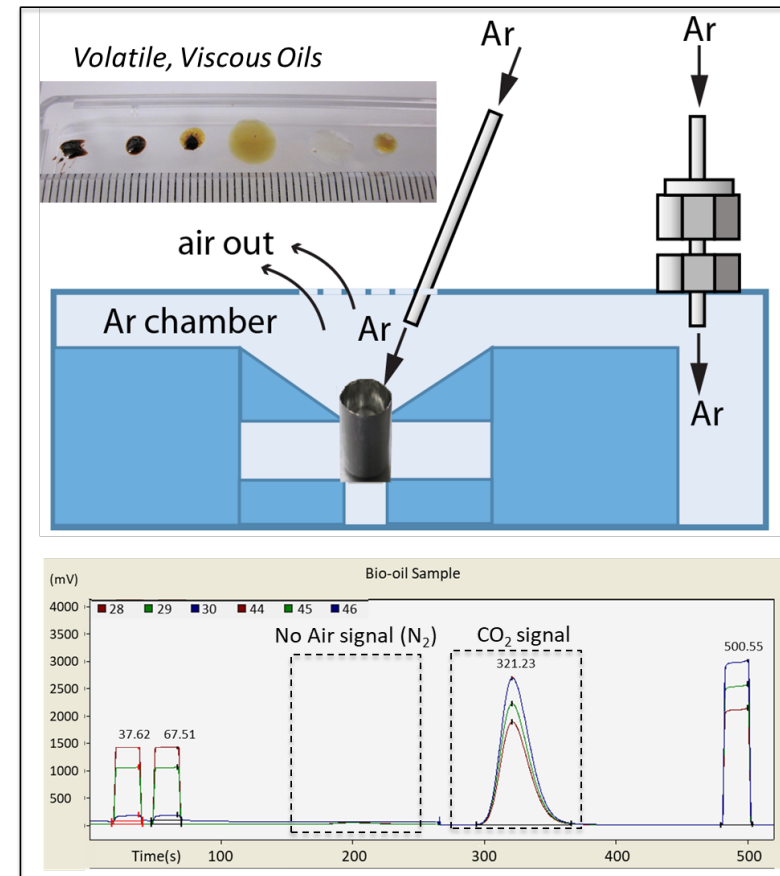 Volatile, Viscous Oils
Ar
Ar
air out
Ar chamber
Ar
Ar
Bio-oil Sample
(mV)
28 29 30 44 45 46
4000
3500
3000
2500
2000
1500
1000
500
No Air signal (N₂)
CO₂ signal
321.23
500.55
37.62 67.51
Time(s) 100 200 300 400 500